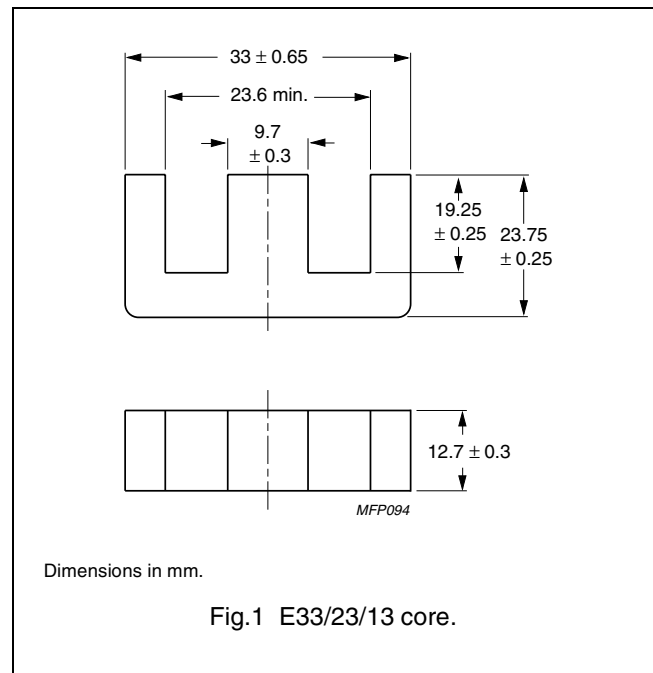 33 ± 0.65
23.6 min.
9.7
± 0.3
19.25
± 0.25
23.75
± 0.25
12.7 ± 0.3
MFP094
Dimensions in mm.
Fig.1 E33/23/13 core.